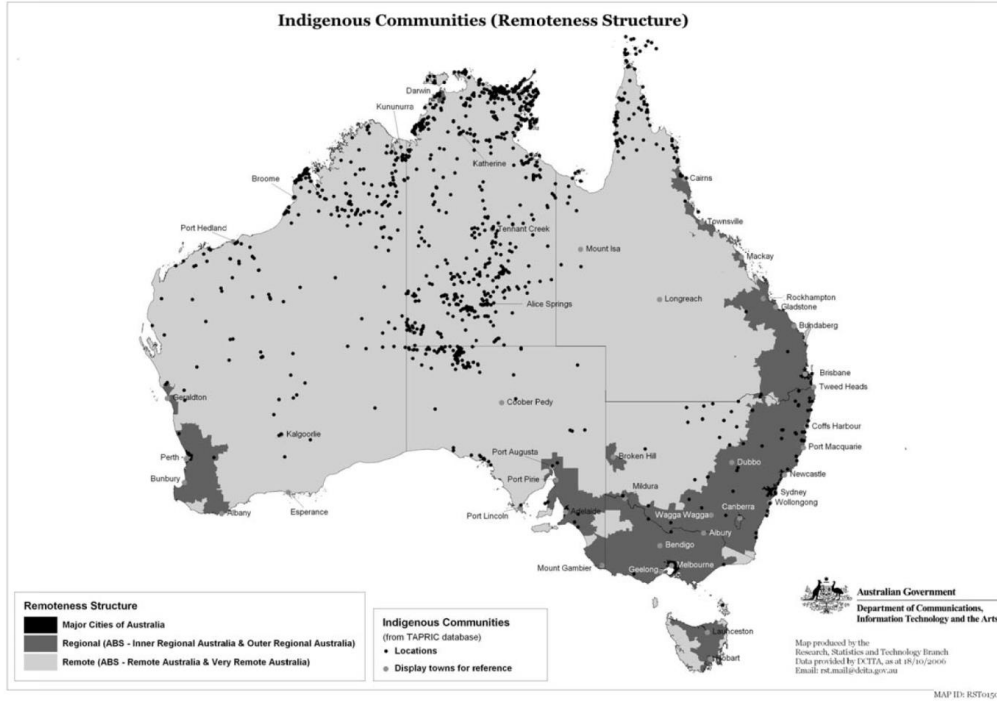 Indigenous Communities (Remoteness Structure)
Darwin
Kununurra
Katherine
Broome
Cairns
Townsville
Port Hedland
Tennant Creek
Mount Isa
Mackay
Longreach
Rockhampton
Gladstone
Alice Springs
Bundaberg
Brisbane
Tweed Heads
Geraldton
Coober Pedy
Coffs Harbour
Kalgoorlie
Port Macquarie
Perth
Port Augusta
Broken Hill
Dubbo
Bunbury
Port Pirie
Newcastle
Mildura
Sydney
Wollongong
Esperance
Albany
Port Lincoln
Adelaide
Wagga Wagga
Canberra
Albury
Bendigo
Mount Gambier
Geelong
Melbourne
Launceston
Hobart
Remoteness Structure
Major Cities of Australia
Regional (ABS - Inner Regional Australia & Outer Regional Australia)
Remote (ABS - Remote Australia & Very Remote Australia)
Indigenous Communities
(from TAPRIC database)
Locations
Display towns for reference
Australian Government
Department of Communications,
Information Technology and the Arts
Map produced by the
Research, Statistics and Technology Branch
Data provided by DCITA, as at 18/10/2006
Email: rst.mail@dcita.gov.au